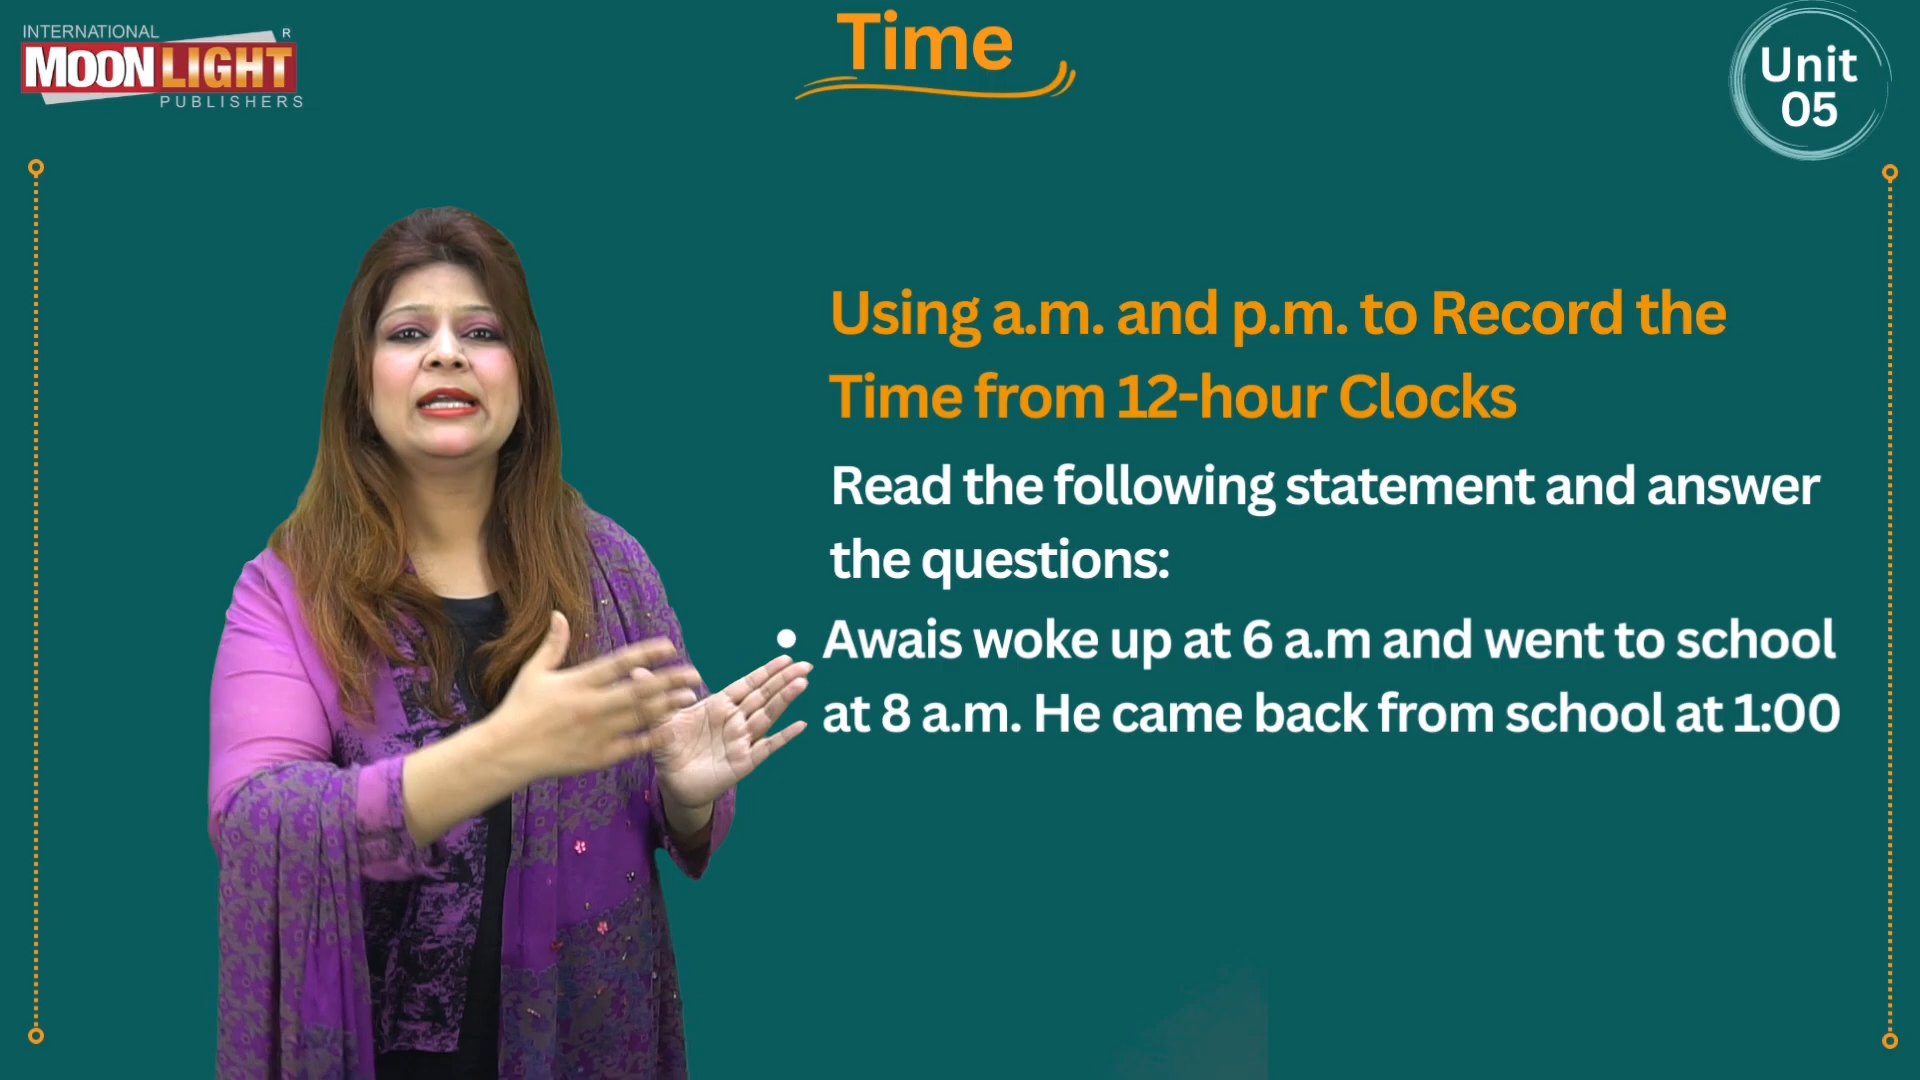 INTERNATIONAL
R
MOONLIGHT
PUBLISHERS
Time
Unit
05
Using a.m. and p.m. to Record the
Time from 12-hour Clocks
Read the following statement and answer
the questions:
• Awais woke up at 6 a.m and went to school
at 8 a.m. He came back from school at 1:00